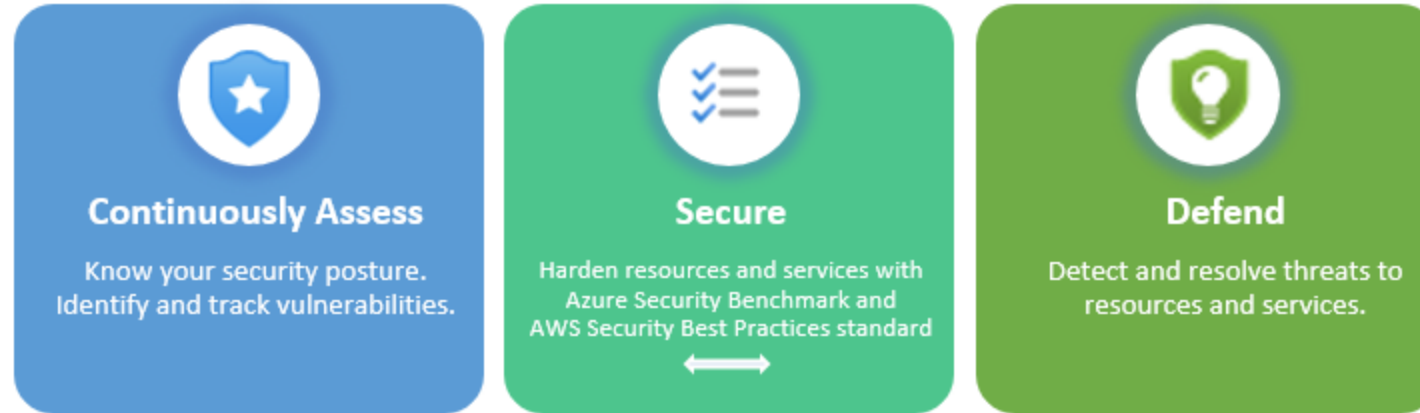 Continuously Assess
Know your security posture.
Identify and track vulnerabilities.
Secure
Harden resources and services with
Azure Security Benchmark and
AWS Security Best Practices standard
Defend
Detect and resolve threats to
resources and services.